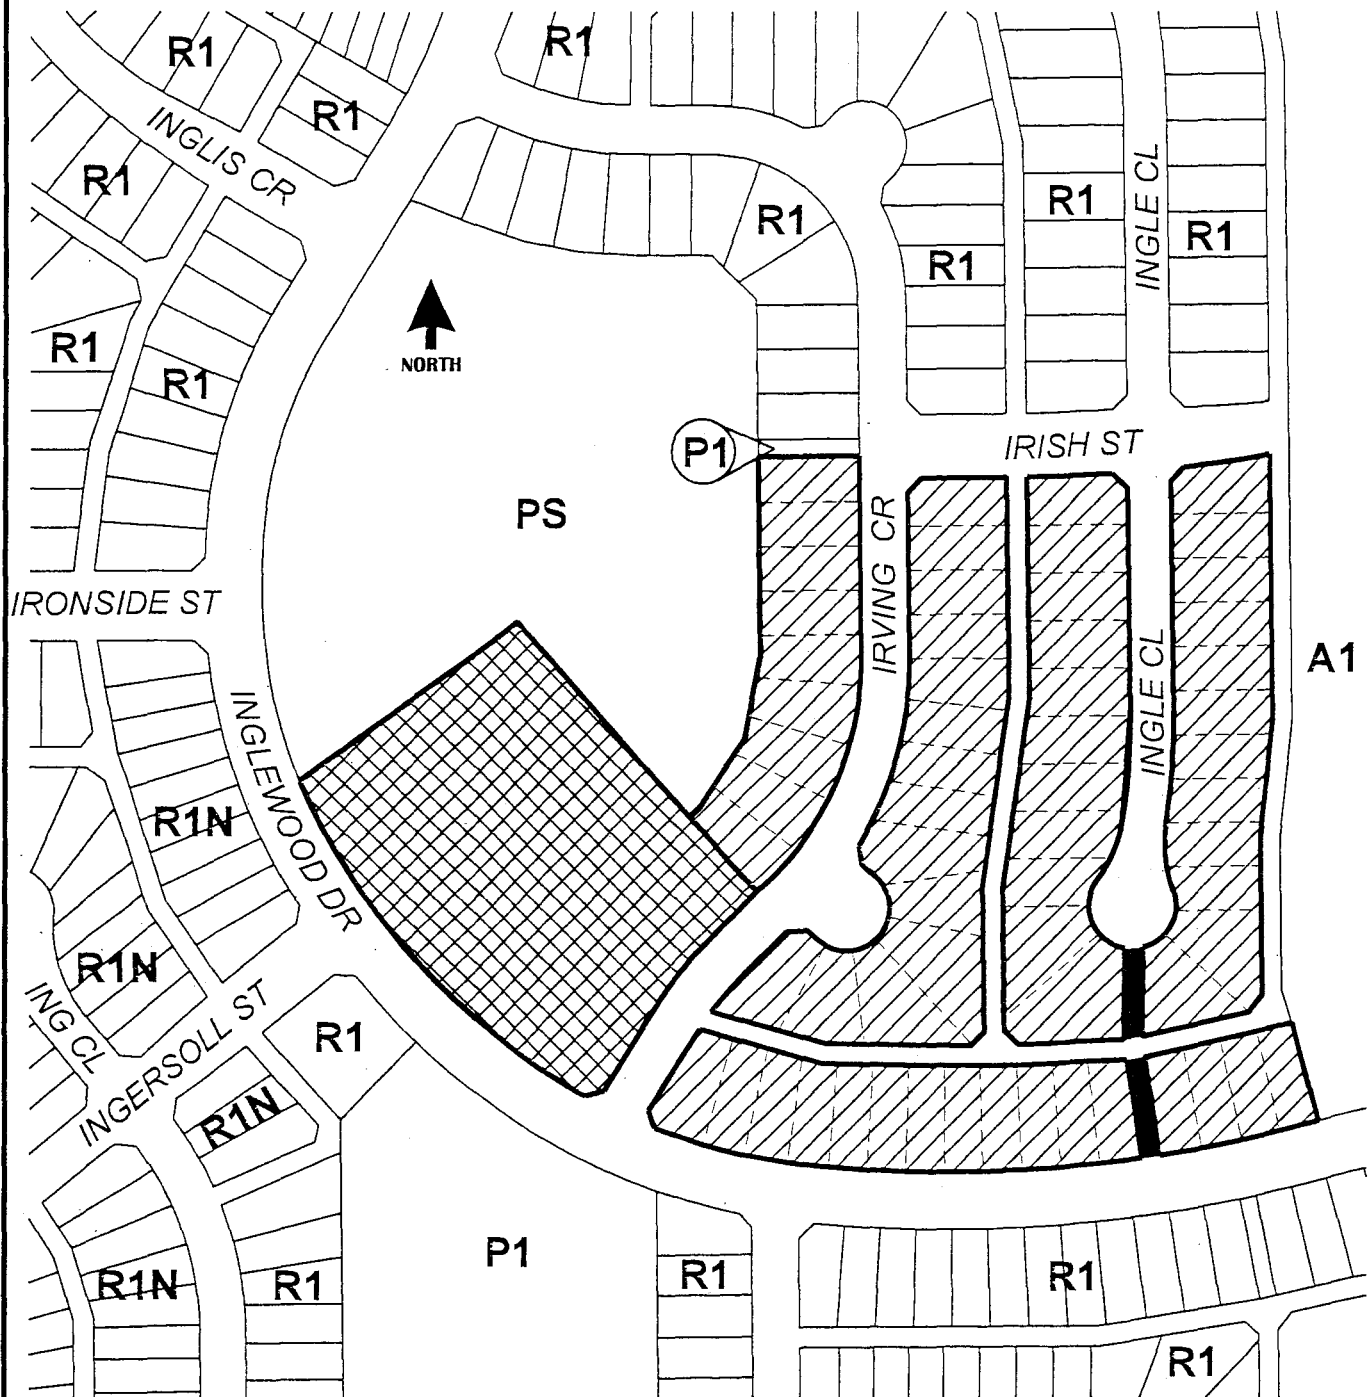 R1
R1
R1
INGLIS CR
R1
R1
R1
INGLE CL
R1
R1
R1
NORTH
R1
R1
P1
IRISH ST
PS
IRVING CR
IRONSIDE ST
INGLE CL
A1
INGLEWOOD DR
R1N
R1N
ING CL
INGERSOLL ST
R1
R1N
P1
R1N
R1
R1
R1
R1